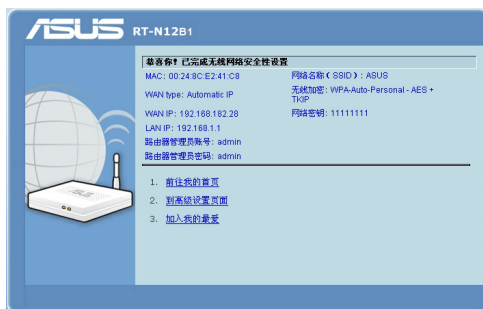 ASUS RT-N12B1
恭喜你! 已完成无线网络安全性设置
MAC: 00:24:8C:E2:41:C8
网络名称 ( SSID ) : ASUS
WAN type: Automatic IP
无线加密: WPA-Auto-Personal - AES +
TKIP
WAN IP: 192.168.182.28
网络密钥: 11111111
LAN IP: 192.168.1.1
路由器管理员账号: admin
路由器管理员密码: admin
1. 前往我的首页
2. 到高级设置页面
3. 加入我的最爱
ASUS